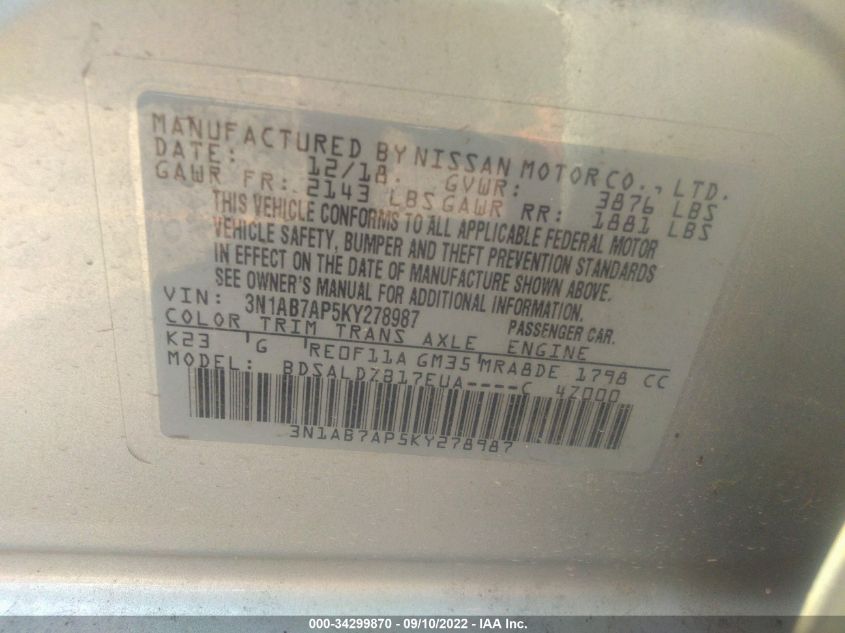 MANUFACTURED BY NISSAN MOTOR CO., LTD.
DATE: 12/18. GVWR: 3876 LBS
GAWR FR: 2143 LBS GAWR RR: 1881 LBS
THIS VEHICLE CONFORMS TO ALL APPLICABLE FEDERAL MOTOR
VEHICLE SAFETY, BUMPER AND THEFT PREVENTION STANDARDS
IN EFFECT ON THE DATE OF MANUFACTURE SHOWN ABOVE.
SEE OWNER'S MANUAL FOR ADDITIONAL INFORMATION.
VIN: 3N1AB7AP5KY278987 PASSENGER CAR.
COLOR TRIM TRANS AXLE ENGINE
K23 G RE0F11A GM35 MRA8DE 1798 CC
MODEL: BDSALDZB17EUA----C 4Z000
3N1AB7AP5KY278987
000-34299870 - 09/10/2022 - IAA Inc.